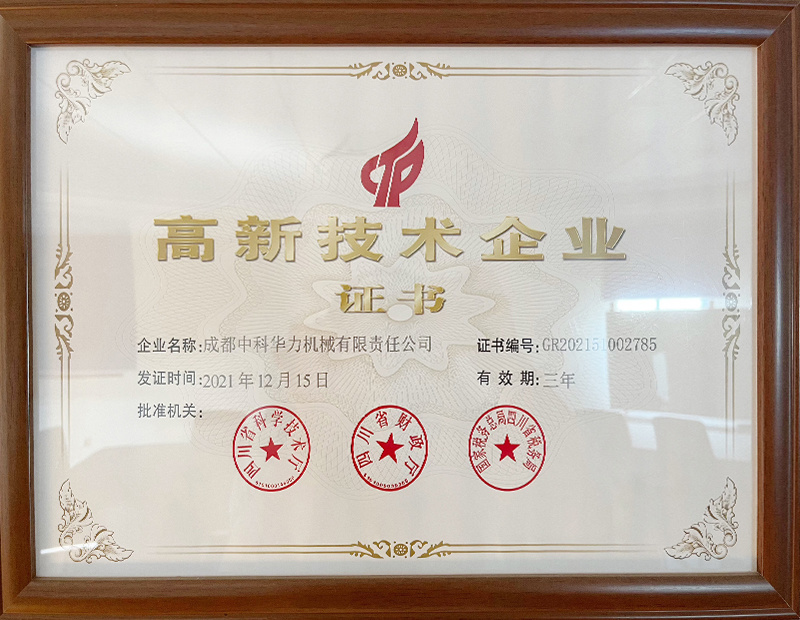 高新技术企业
证书
企业名称:成都中科华力机械有限责任公司
证书编号:GR202151002785
发证时间:2021年12月15日
有效期:三年
批准机关:
四川省科学技术厅
四川省财政厅
国家税务总局四川省税务局